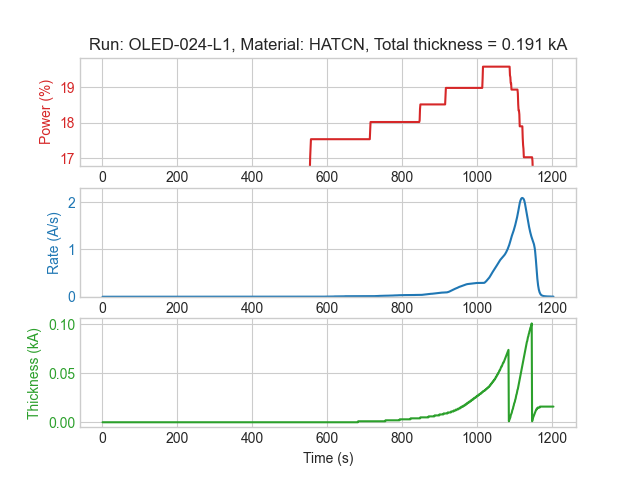 Run: OLED-024-L1, Material: HATCN, Total thickness = 0.191 kA
Power (%)
19
18
17
0 200 400 600 800 1000 1200
Rate (A/s)
2
1
0
0 200 400 600 800 1000 1200
Thickness (kA)
0.10
0.05
0.00
0 200 400 600 800 1000 1200
Time (s)